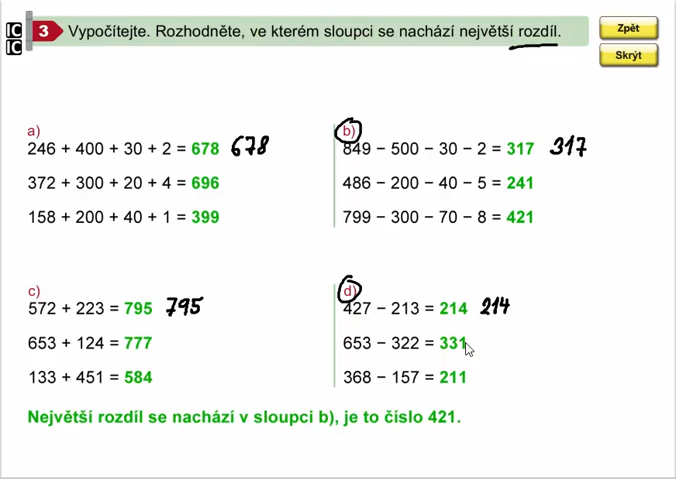 IC
IC
3 Vypočítejte. Rozhodněte, ve kterém sloupci se nachází největší rozdíl.
Zpět
Skrýt
a)
246 + 400 + 30 + 2 = 678 678
372 + 300 + 20 + 4 = 696
158 + 200 + 40 + 1 = 399
b)
849 − 500 − 30 − 2 = 317 317
486 − 200 − 40 − 5 = 241
799 − 300 − 70 − 8 = 421
c)
572 + 223 = 795 795
653 + 124 = 777
133 + 451 = 584
d)
427 − 213 = 214 214
653 − 322 = 331
368 − 157 = 211
Největší rozdíl se nachází v sloupci b), je to číslo 421.